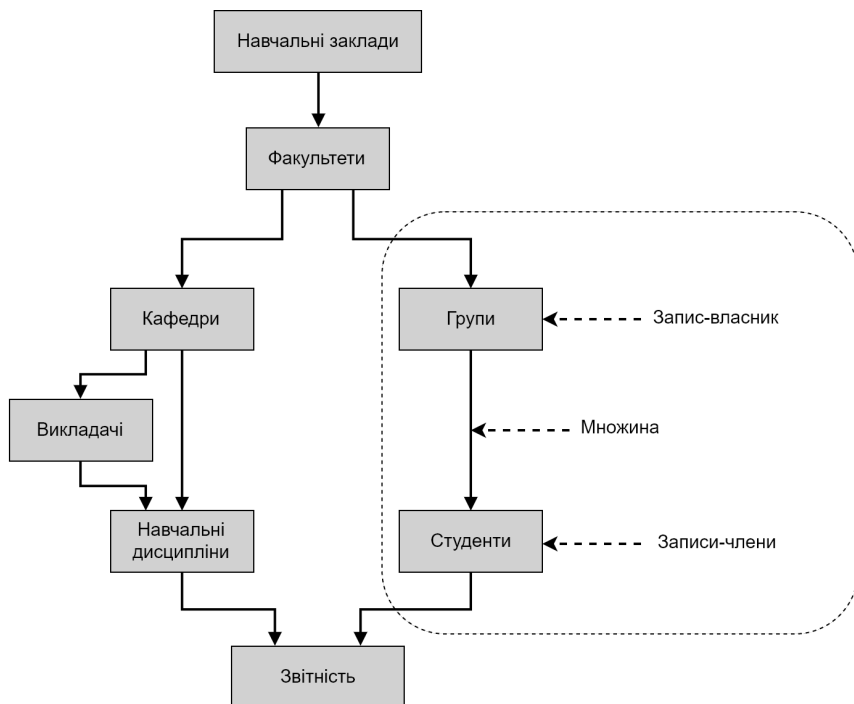 Навчальні заклади
Факультети
Кафедри
Групи
Запис-власник
Викладачі
Множина
Навчальні
дисципліни
Студенти
Записи-члени
Звітність